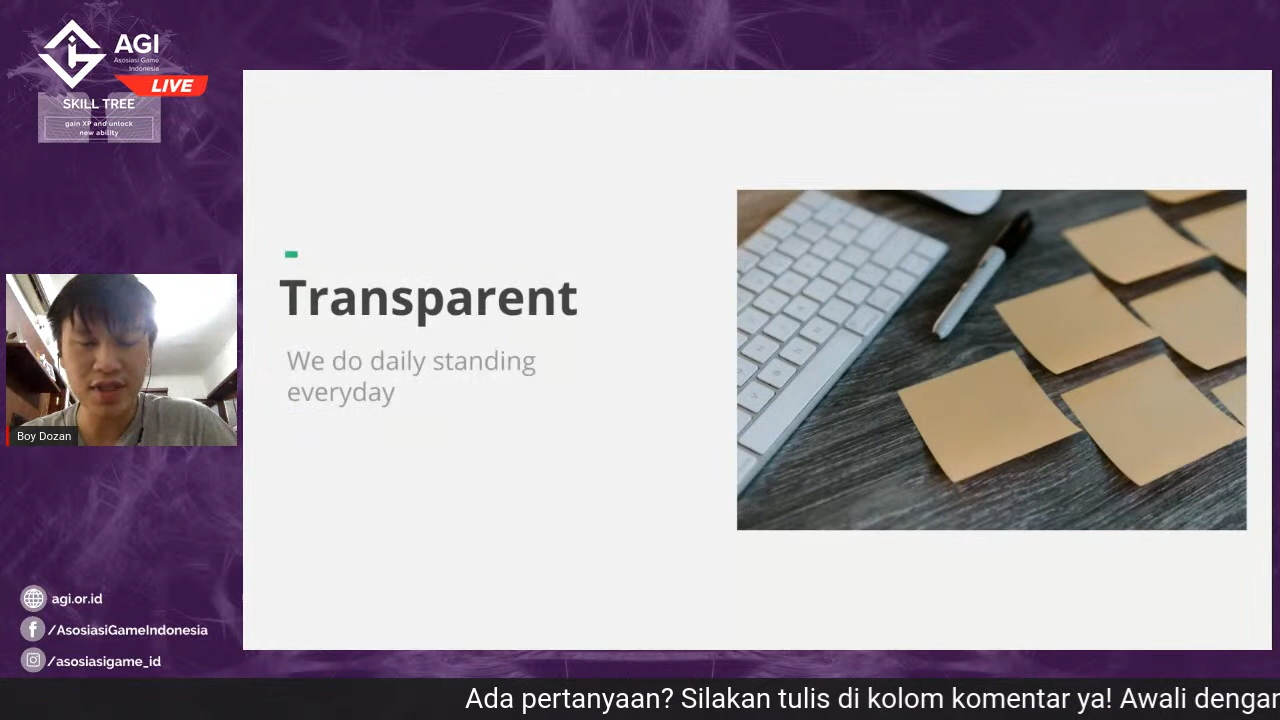 AGI
Asosiasi Game
Indonesia
LIVE
SKILL TREE
gain XP and unlock
new ability
Transparent
We do daily standing
everyday
Boy Dozan
agi.or.id
/AsosiasiGameIndonesia
/asosiasigame_id
Ada pertanyaan? Silakan tulis di kolom komentar ya! Awali dengan